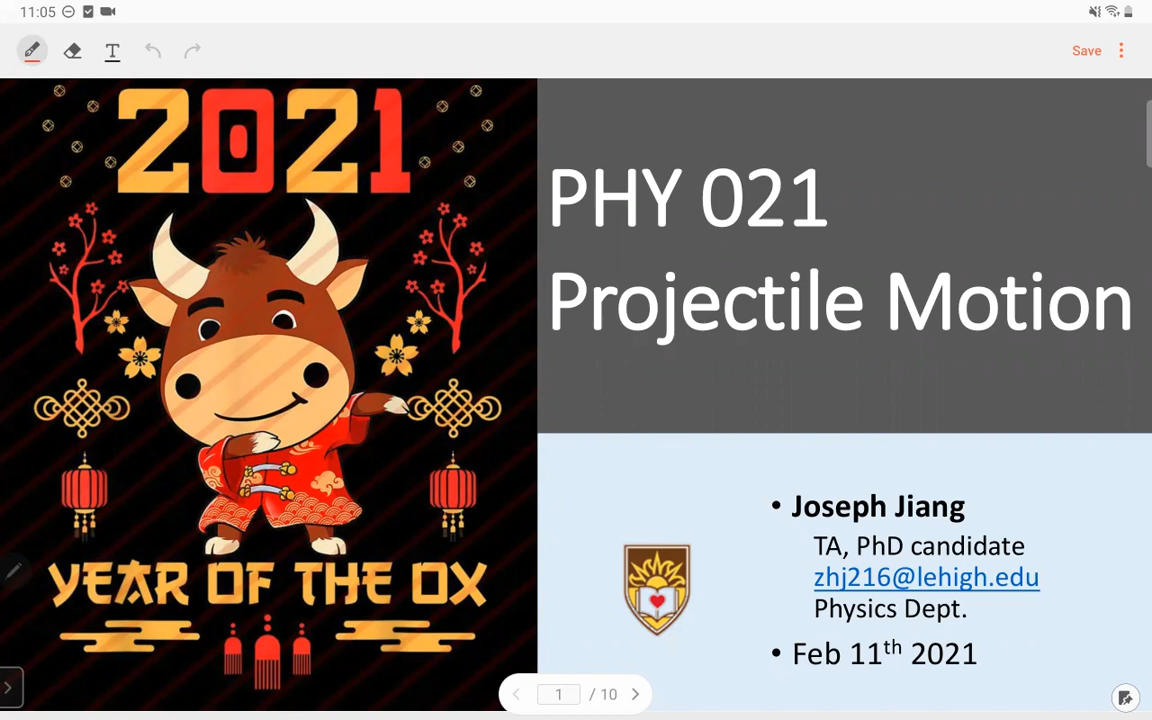 11:05
Save
2021
YEAR OF THE OX
PHY 021
Projectile Motion
• Joseph Jiang
TA, PhD candidate
zhj216@lehigh.edu
Physics Dept.
• Feb 11th 2021
1 / 10